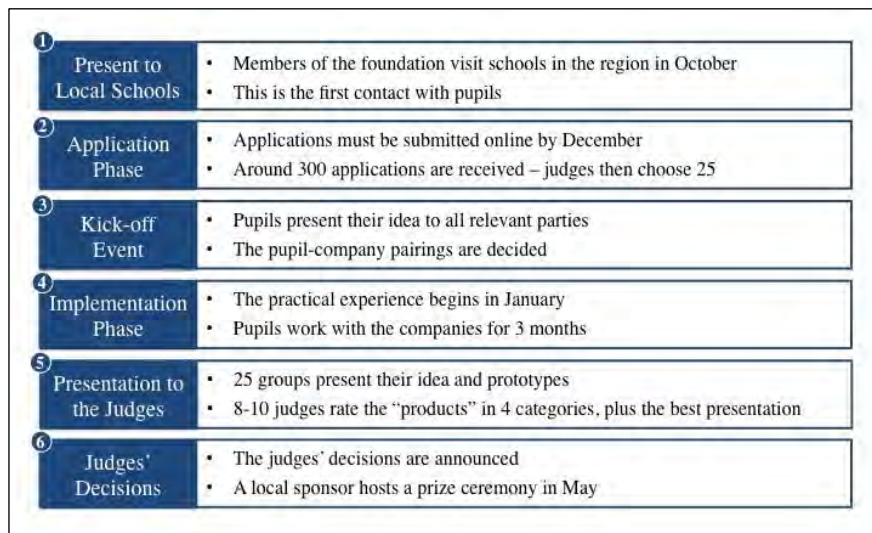 1
Present to
Local Schools
• Members of the foundation visit schools in the region in October
• This is the first contact with pupils
2
Application
Phase
• Applications must be submitted online by December
• Around 300 applications are received – judges then choose 25
3
Kick-off
Event
• Pupils present their idea to all relevant parties
• The pupil-company pairings are decided
4
Implementation
Phase
• The practical experience begins in January
• Pupils work with the companies for 3 months
5
Presentation to
the Judges
• 25 groups present their idea and prototypes
• 8-10 judges rate the “products” in 4 categories, plus the best presentation
6
Judges’
Decisions
• The judges’ decisions are announced
• A local sponsor hosts a prize ceremony in May